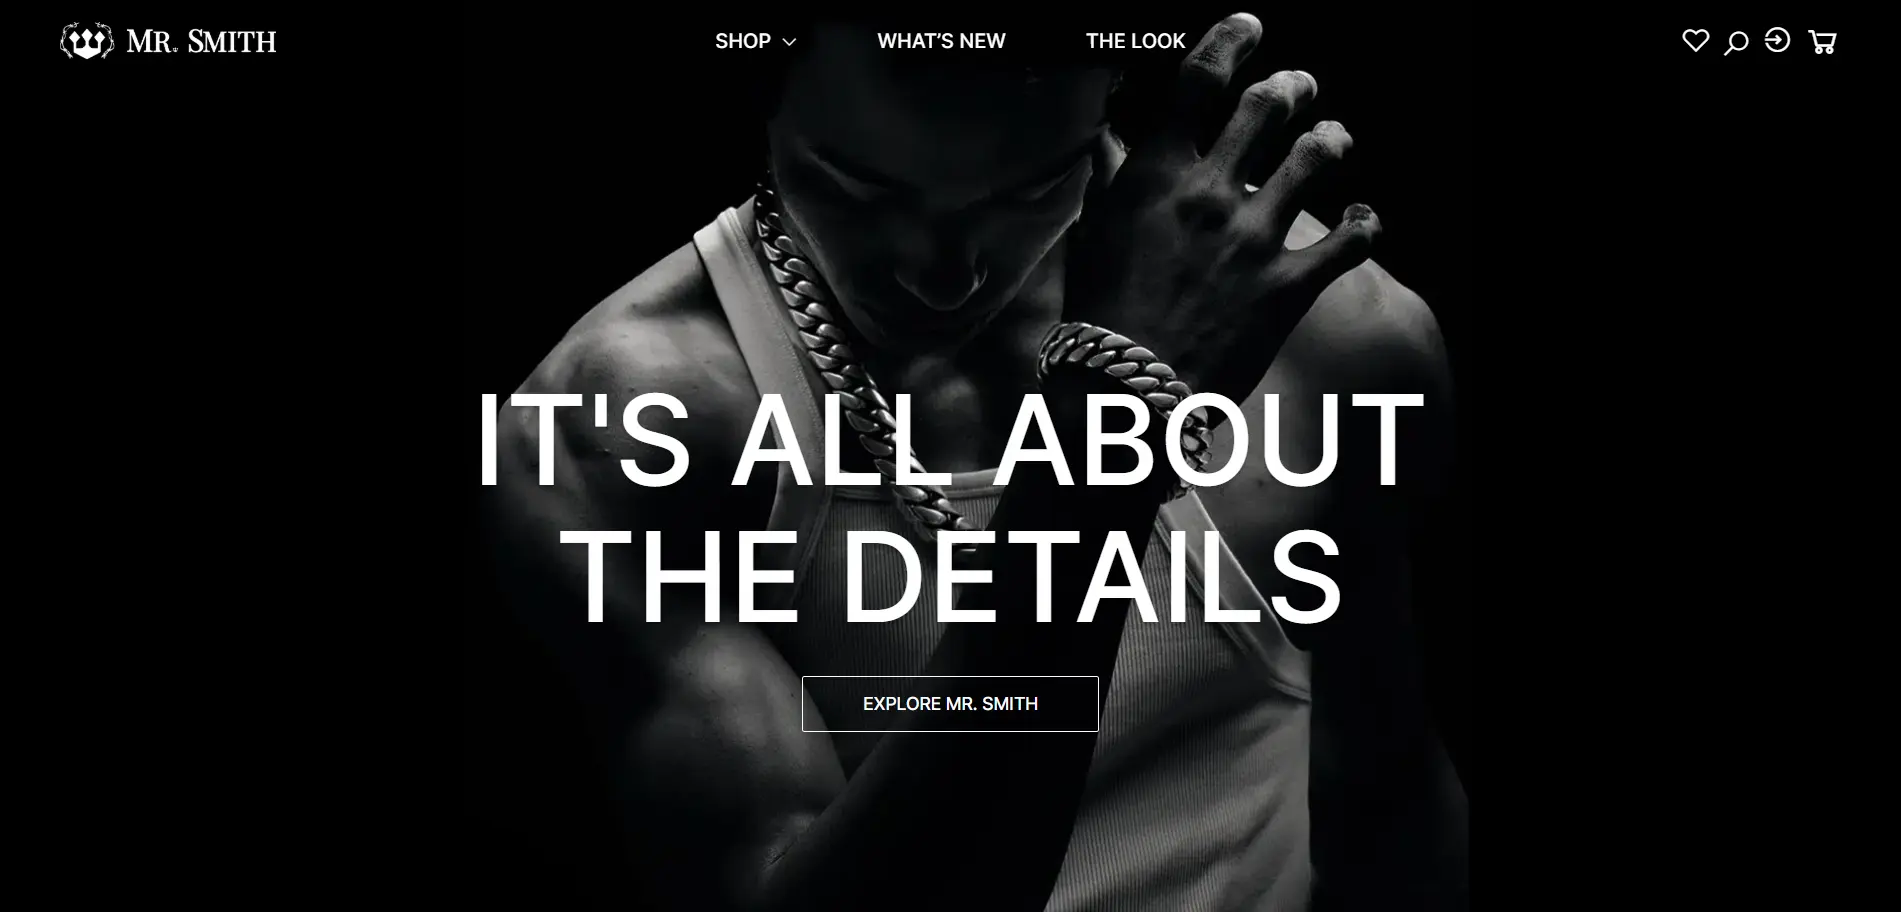 MR. SMITH
SHOP
WHAT'S NEW
THE LOOK
IT'S ALL ABOUT
THE DETAILS
EXPLORE MR. SMITH